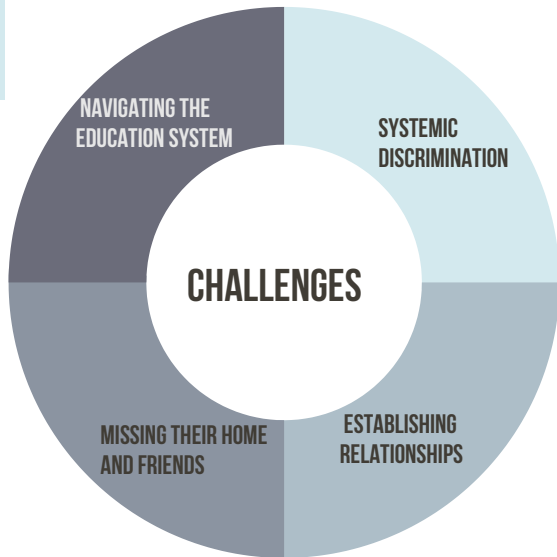 NAVIGATING THE
EDUCATION SYSTEM
SYSTEMIC
DISCRIMINATION
CHALLENGES
MISSING THEIR HOME
AND FRIENDS
ESTABLISHING
RELATIONSHIPS